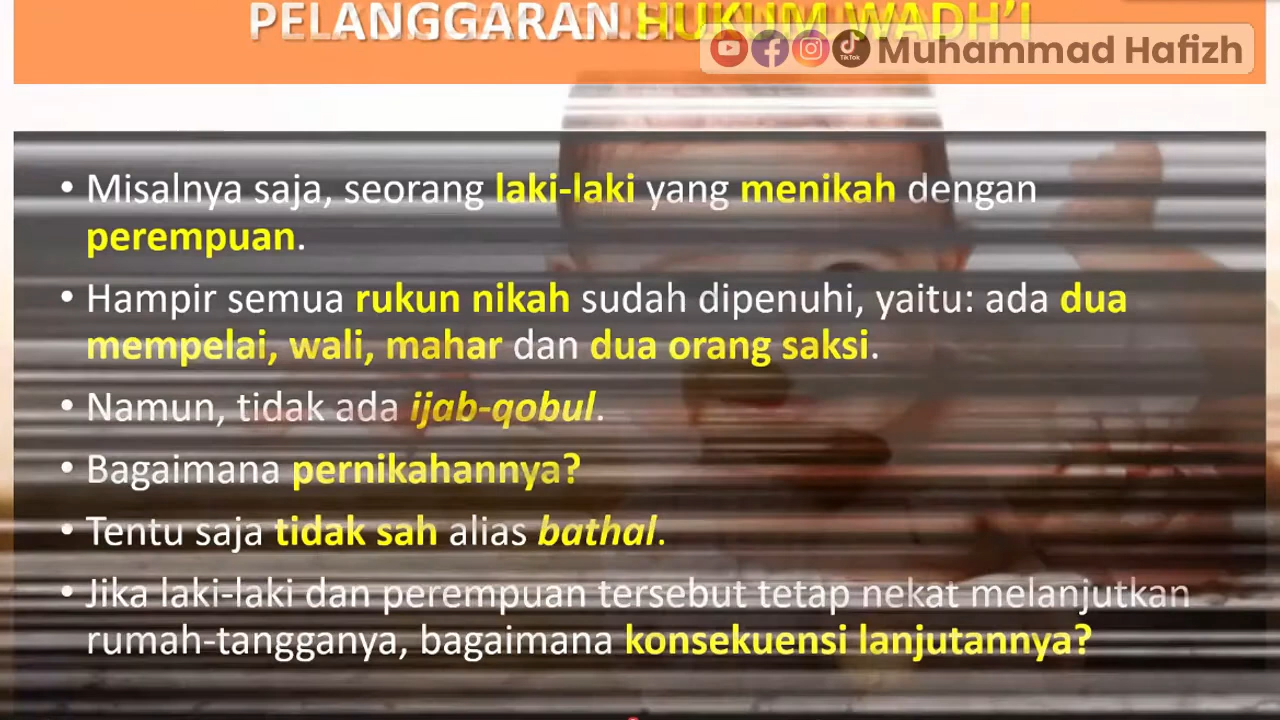 PELANGGARAN HUKUM WADH'I
Muhammad Hafizh
• Misalnya saja, seorang laki-laki yang menikah dengan
perempuan.
• Hampir semua rukun nikah sudah dipenuhi, yaitu: ada dua
mempelai, wali, mahar dan dua orang saksi.
• Namun, tidak ada ijab-qobul.
• Bagaimana pernikahannya?
• Tentu saja tidak sah alias bathal.
• Jika laki-laki dan perempuan tersebut tetap nekat melanjutkan
rumah-tangganya, bagaimana konsekuensi lanjutannya?